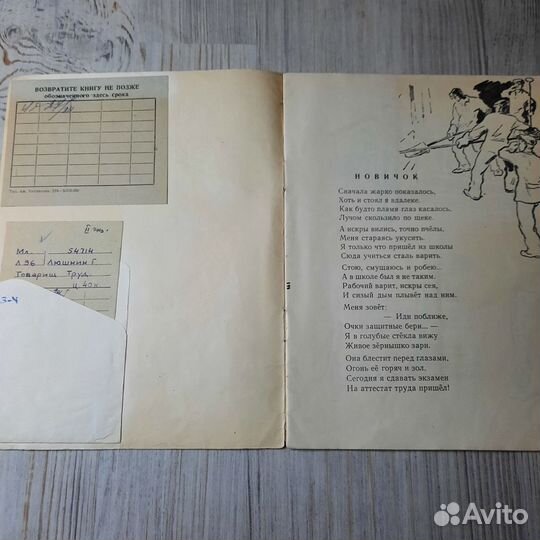 ВОЗВРАТИТЕ КНИГУ НЕ ПОЗЖЕ
обозначенного здесь срока
Мл. 54714
Л96 Люшнин Г.
Товарищ Труд.
ц. 40к
3-4
НОВИЧОК
Сначала жарко показалось,
Хоть и стоял я вдалеке.
Как будто пламя глаз касалось,
Лучом скользило по щеке.
А искры вились, точно пчёлы,
Меня стараясь укусить.
Я только что пришёл из школы
Сюда учиться сталь варить.
Стою, смущаюсь и робею...
А в школе был я не таким.
Рабочий варит, искры сея,
И сизый дым плывёт над ним.
Меня зовёт:
— Иди поближе,
Очки защитные бери... —
Я в голубые стёкла вижу
Живое зёрнышко зари.
Она блестит перед глазами,
Огонь её горяч и зол.
Сегодня я сдавать экзамен
На аттестат труда пришёл!
Avito